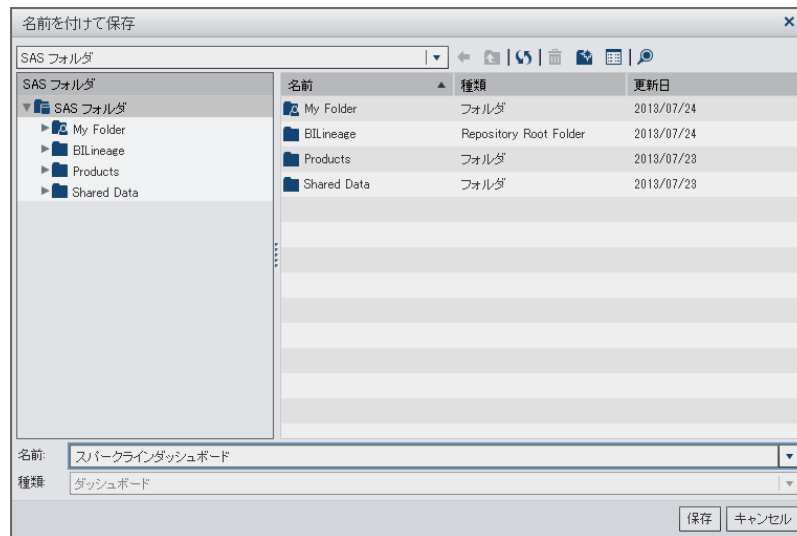 名前を付けて保存
SAS フォルダ
SAS フォルダ
SAS フォルダ
My Folder
BILineage
Products
Shared Data
名前 種類 更新日
My Folder フォルダ 2013/07/24
BILineage Repository Root Folder 2013/07/24
Products フォルダ 2013/07/23
Shared Data フォルダ 2013/07/23
名前: スパークラインダッシュボード
種類: ダッシュボード
保存 キャンセル